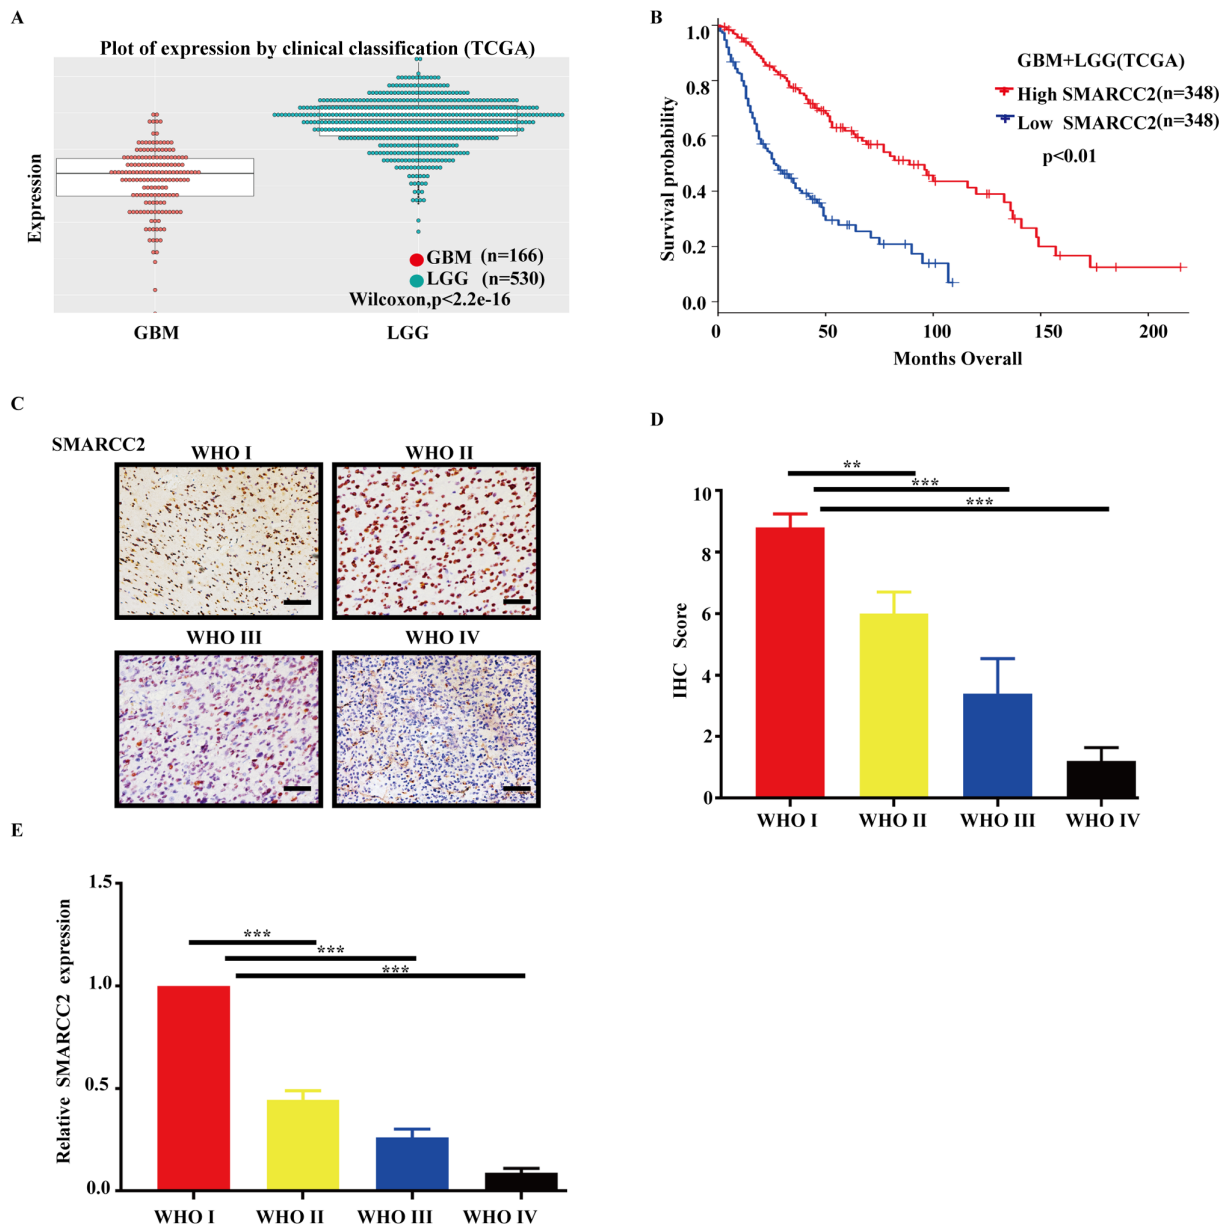 A
Plot of expression by clinical classification (TCGA)
Expression
GBM (n=166)
LGG (n=530)
Wilcoxon,p<2.2e-16
GBM LGG
B
1.0
0.8
0.6
0.4
0.2
0.0
Survival probability
GBM+LGG(TCGA)
High SMARCC2(n=348)
Low SMARCC2(n=348)
p<0.01
0 50 100 150 200
Months Overall
C
SMARCC2
WHO I WHO II
WHO III WHO IV
D
**
***
***
10
8
6
4
2
0
IHC Score
WHO I WHO II WHO III WHO IV
E
1.5
1.0
0.5
0.0
Relative SMARCC2 expression
***
***
***
WHO I WHO II WHO III WHO IV